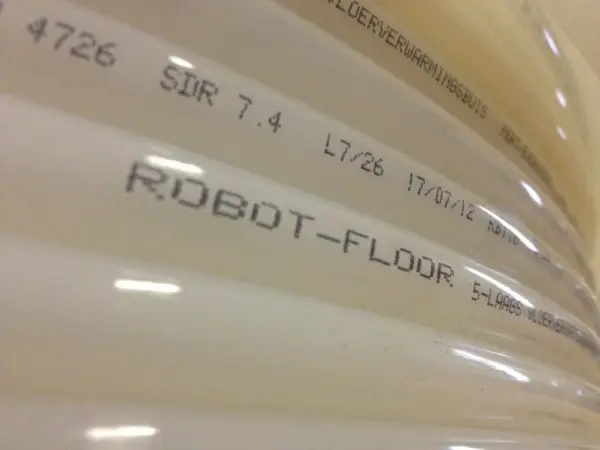 VLOERVERWARMINGSBUIS
4726 SDR 7.4 L7/26 17/07/12
ROBOT-FLOOR 5-LAAGS